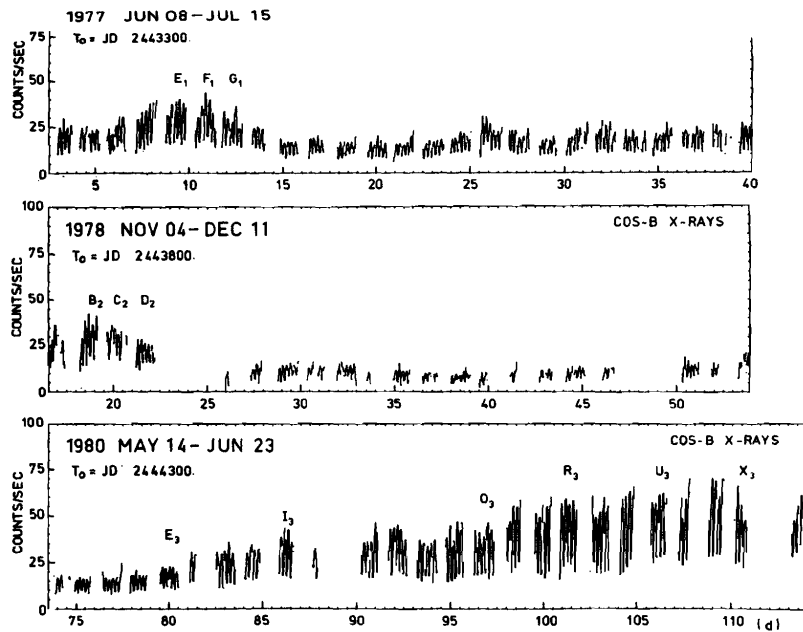 1977 JUN 08–JUL 15
T₀ = JD 2443300.
COUNTS/SEC
75
50
25
0
E₁ F₁ G₁
5 10 15 20 25 30 35 40
1978 NOV 04–DEC 11
COS-B X-RAYS
T₀ = JD 2443800.
COUNTS/SEC
100
75
50
25
0
B₂ C₂ D₂
20 25 30 35 40 45 50
1980 MAY 14–JUN 23
COS-B X-RAYS
T₀ = JD 2444300.
COUNTS/SEC
100
75
50
25
0
E₃ I₃ O₃ R₃ U₃ X₃
75 80 85 90 95 100 105 110 (d)